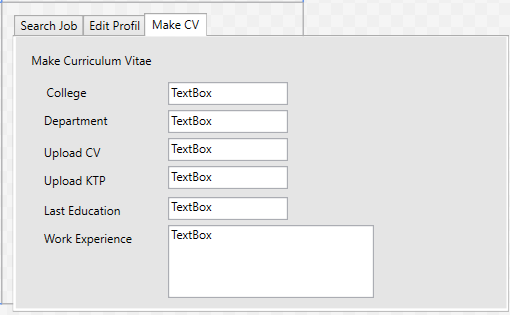 Search Job Edit Profil Make CV
Make Curriculum Vitae
College TextBox
Department TextBox
Upload CV TextBox
Upload KTP TextBox
Last Education TextBox
Work Experience TextBox